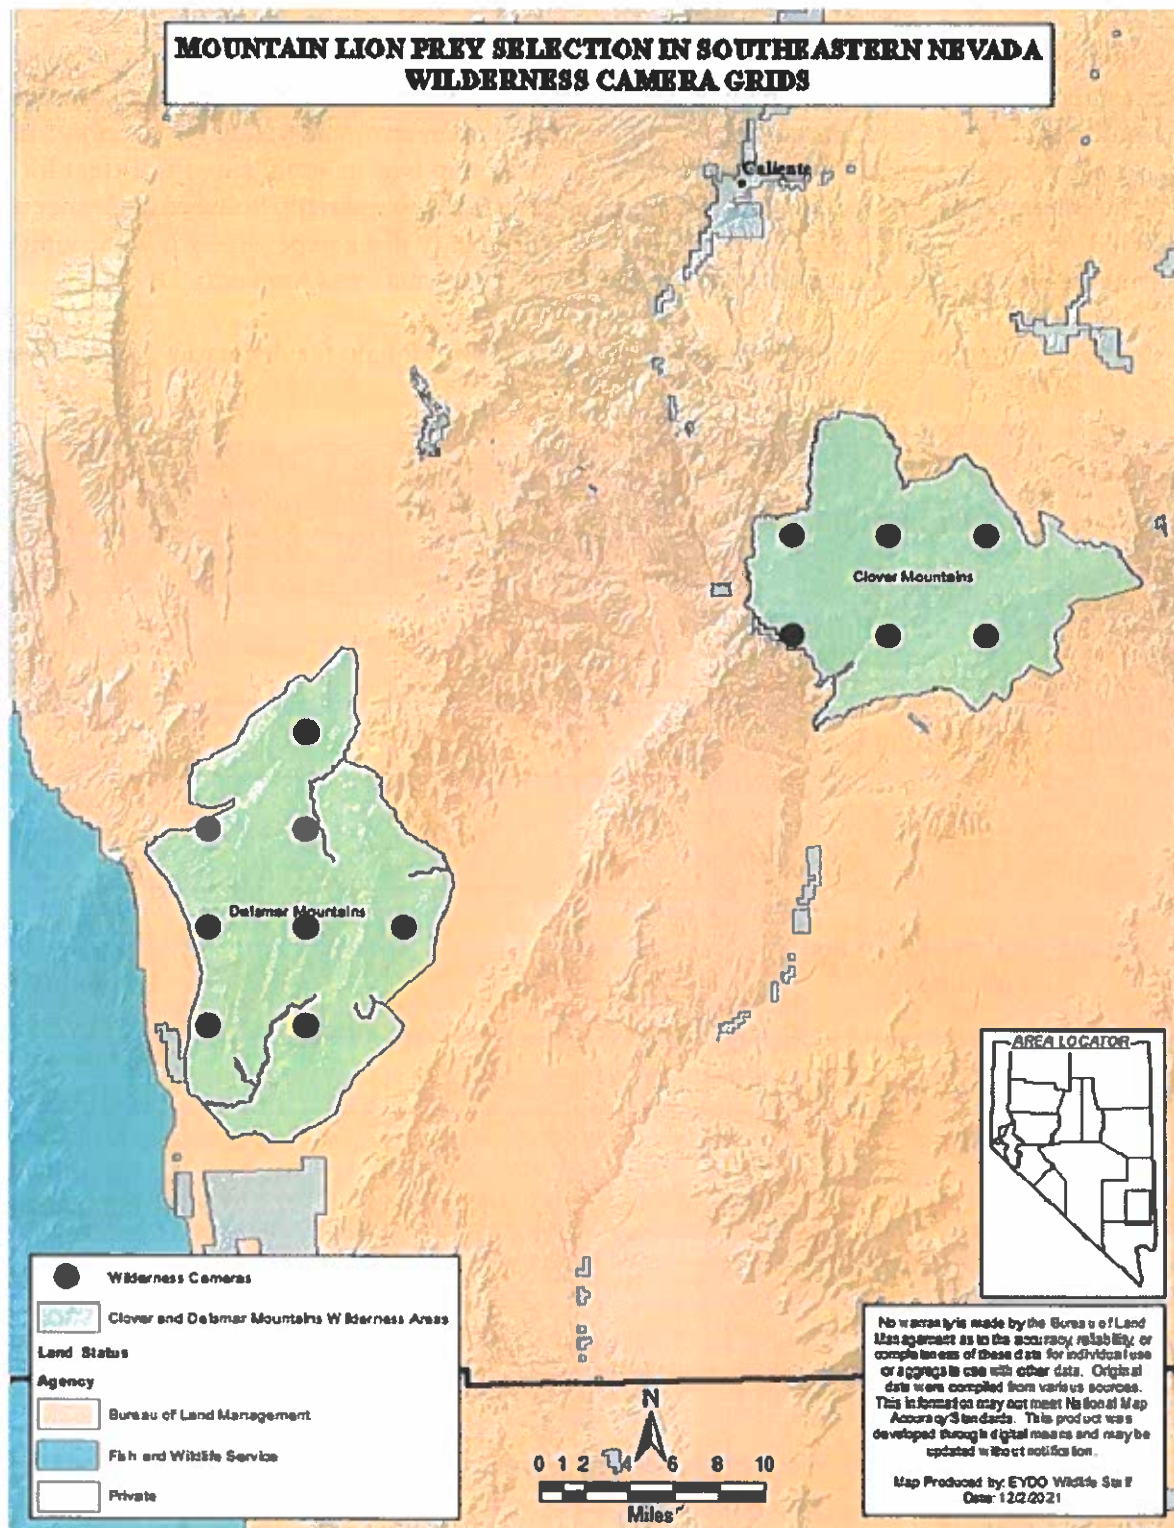 MOUNTAIN LION PREY SELECTION IN SOUTHEASTERN NEVADA
WILDERNESS CAMERA GRIDS
Caliente
Clover Mountains
Delamar Mountains
AREA LOCATOR
Wilderness Cameras
Clover and Delamar Mountains Wilderness Areas
Land Status
Agency
Bureau of Land Management
Fish and Wildlife Service
Private
N
0 1 2 4 6 8 10
Miles
No warranty is made by the Bureau of Land
Management as to the accuracy, reliability, or
completeness of these data for individual use
or aggregate use with other data. Original
data were compiled from various sources.
This information may not meet National Map
Accuracy Standards. This product was
developed through digital means and may be
updated without notification.
Map Produced by: EYDO Wildlife Staff
Date: 12/2/2021